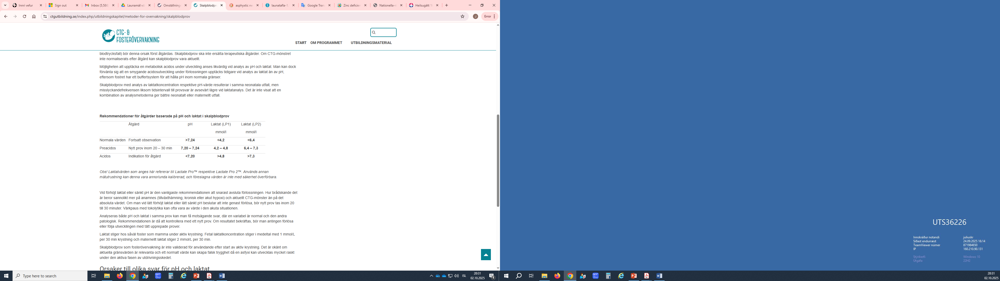 Innri vefur
Sign out
Inbox (5,586)
Launamál vö
Omställninge
Skalpblodpro
asphyxtic ne
launatafla-1
Google Trans
Zinc deficien
Nationella-ri
Heilsugátt 1
ctgutbildning.se/index.php/utbildningskapitel/metoder-for-overvakning/skalpblodprov
J
Error
CTG- &
FOSTERÖVERVAKNING
START OM PROGRAMMET UTBILDNINGSMATERIAL
blodtrycksfall) bör denna orsak först åtgärdas. Skalpblodprov ska inte ersätta terapeutiska åtgärder. Om CTG-mönstret
inte normaliserats efter åtgärd kan skalpblodprov vara aktuellt.
Möjligheten att upptäcka en metabolisk acidos under utveckling anses likvärdig vid analys av pH och laktat. Man kan dock
förvänta sig att en smygande acidosutveckling under förlossningen upptäcks tidigare vid analys av laktat än av pH,
eftersom fostret har ett buffertsystem för att hålla pH inom normala gränser.
Skalpblodprov med analys av laktatkoncentration respektive pH-värde resulterar i samma neonatala utfall, men
misslyckandefrekvensen liksom tidsintervall till provsvar är avsevärt lägre vid laktatanalys. Det är inte visat att en
kombination av analysmetoderna ger bättre neonatalt eller maternellt utfall.
Rekommendationer för åtgärder baserade på pH och laktat i skalpblodprov
Åtgärd pH Laktat (LP1) Laktat (LP2)
mmol/l mmol/l
Normala värden Fortsatt observation >7,24 <4,2 <6,4
Preacidos Nytt prov inom 20 – 30 min 7,20 – 7,24 4,2 – 4,8 6,4 – 7,3
Acidos Indikation för åtgärd <7,20 >4,8 >7,3
Obs! Laktatvärden som anges här refererar till Lactate Pro™ respektive Lactate Pro 2™. Används annan
mätutrustning kan denna vara annorlunda kalibrerad, och föreslagna värden är inte med säkerhet överförbara.
Vid förhöjt laktat eller sänkt pH är den vanligaste rekommendationen att snarast avsluta förlossningen. Hur brådskande det
är beror sannolikt mer på anamnes (tillväxthämning, kronisk eller akut hypoxi) och aktuellt CTG-mönster än på det
absoluta värdet. Om man vid lätt förhöjt laktat eller lätt sänkt pH beslutar att inte genast förlösa, bör nytt prov tas inom 20
till 30 minuter. Värkpaus med tokolytika kan ofta vara av värde i den akuta situationen.
Analyseras både pH och laktat i samma prov kan man få motsägande svar, där en variabel är normal och den andra
patologisk. Rekommendationen är då att kontrollera med ett nytt prov. Om resultatet bekräftas, bör man antingen förlösa
eller följa utvecklingen med tätt upprepade prover.
Laktat stiger hos såväl foster som mamma under aktiv krystning. Fetal laktatkoncentration stiger i medeltal med 1 mmol/L
per 30 min krystning och maternellt laktat stiger 2 mmol/L per 30 min.
Skalpblodprov som fosterövervakning är inte validerad för användande efter start av aktiv krystning. Det är okänt om
aktuella gränsvärden är relevanta och ett normalt värde kan skapa falsk trygghet då en asfyxi kan utvecklas mycket raskt
under den aktiva fasen av utdrivningsskedet.
Orsaker till olika svar för pH och laktat
UTS36226
Innskráður notandi juliuskr
Síðast endurræst 24.09.2025 16:14
TeamViewer númer 871984650
IP 160.210.90.131
Stýrikerfi Windows 10
Útgáfa 22H2
Type here to search
ISL
20:31
02.10.2025
4
20:31
02.10.2025